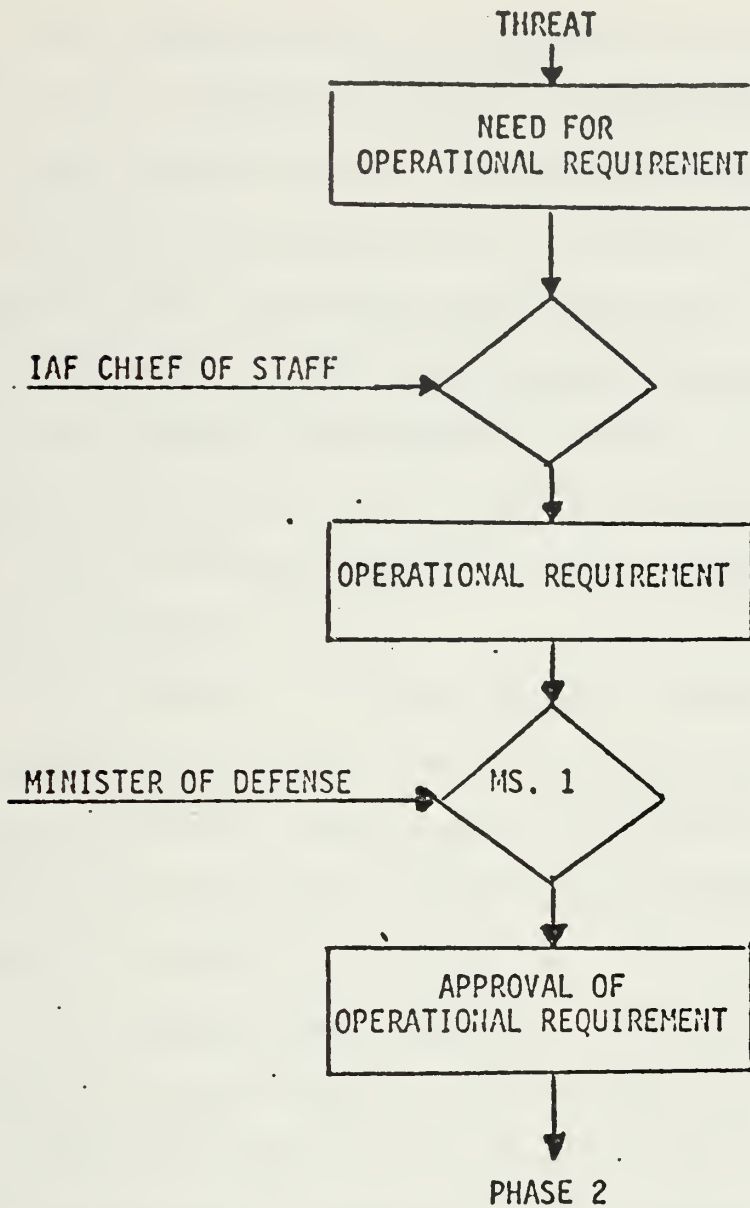 THREAT
NEED FOR
OPERATIONAL REQUIREMENT
IAF CHIEF OF STAFF
OPERATIONAL REQUIREMENT
MINISTER OF DEFENSE
MS. 1
APPROVAL OF
OPERATIONAL REQUIREMENT
PHASE 2